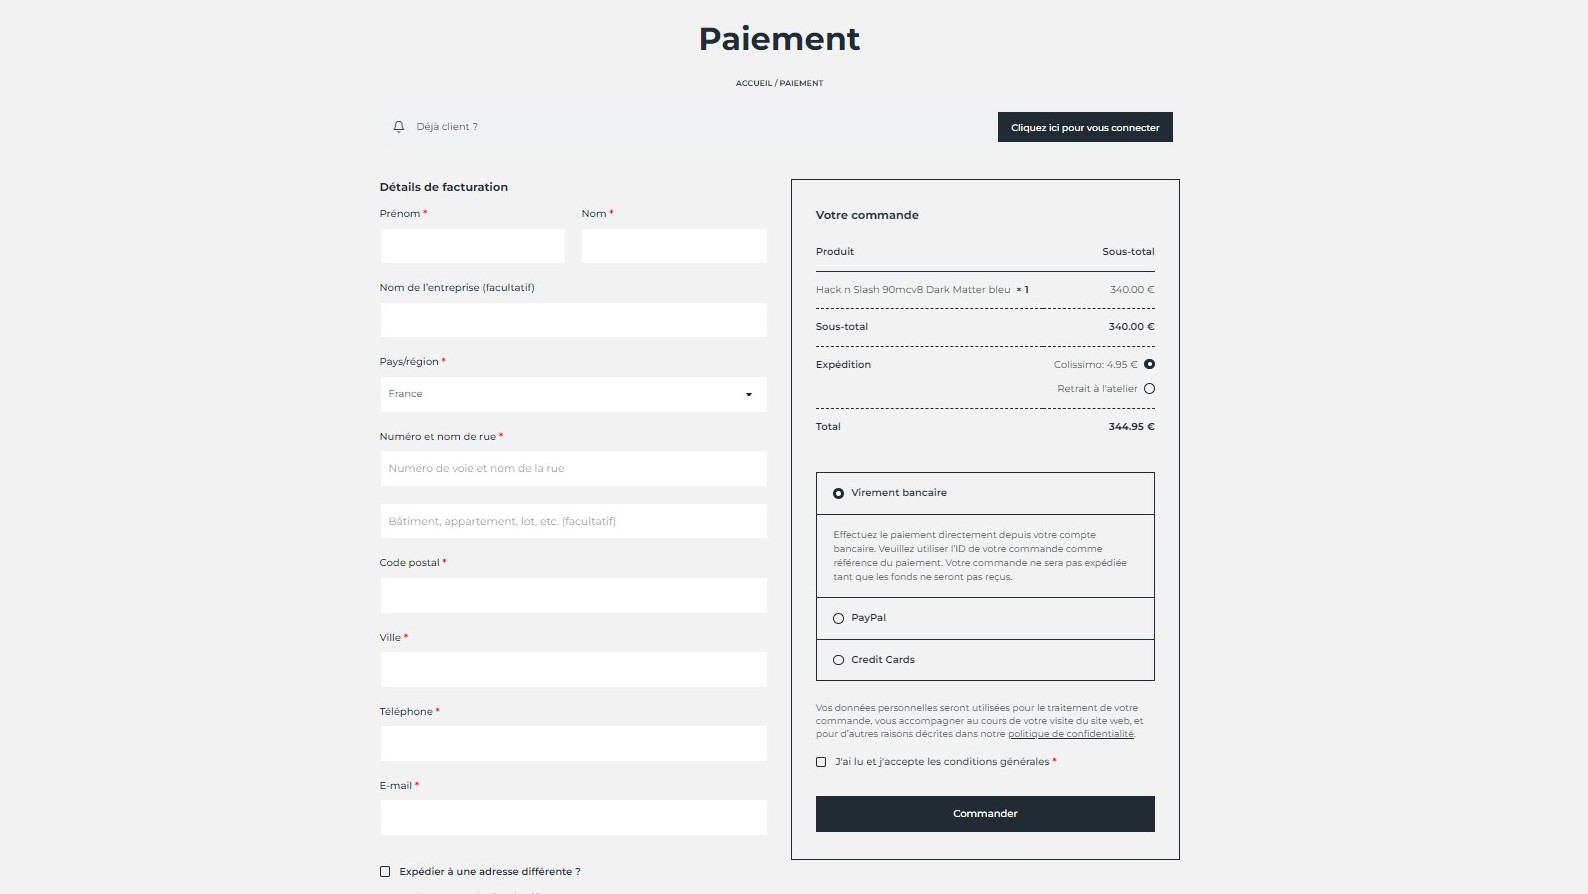 Paiement
ACCUEIL / PAIEMENT
Déjà client ?
Cliquez ici pour vous connecter
Détails de facturation
Prénom *
Nom *
Nom de l'entreprise (facultatif)
Pays/région *
France
Numéro et nom de rue *
Numéro de voie et nom de la rue
Bâtiment, appartement, lot, etc. (facultatif)
Code postal *
Ville *
Téléphone *
E-mail *
Expédier à une adresse différente ?
Votre commande
Produit Sous-total
Hack n Slash 90mcv8 Dark Matter bleu × 1 340.00 €
Sous-total 340.00 €
Expédition Colissimo: 4.95 €
Retrait à l'atelier
Total 344.95 €
Virement bancaire
Effectuez le paiement directement depuis votre compte
bancaire. Veuillez utiliser l'ID de votre commande comme
référence du paiement. Votre commande ne sera pas expédiée
tant que les fonds ne seront pas reçus.
PayPal
Credit Cards
Vos données personnelles seront utilisées pour le traitement de votre
commande, vous accompagner au cours de votre visite du site web, et
pour d'autres raisons décrites dans notre politique de confidentialité.
J'ai lu et j'accepte les conditions générales *
Commander